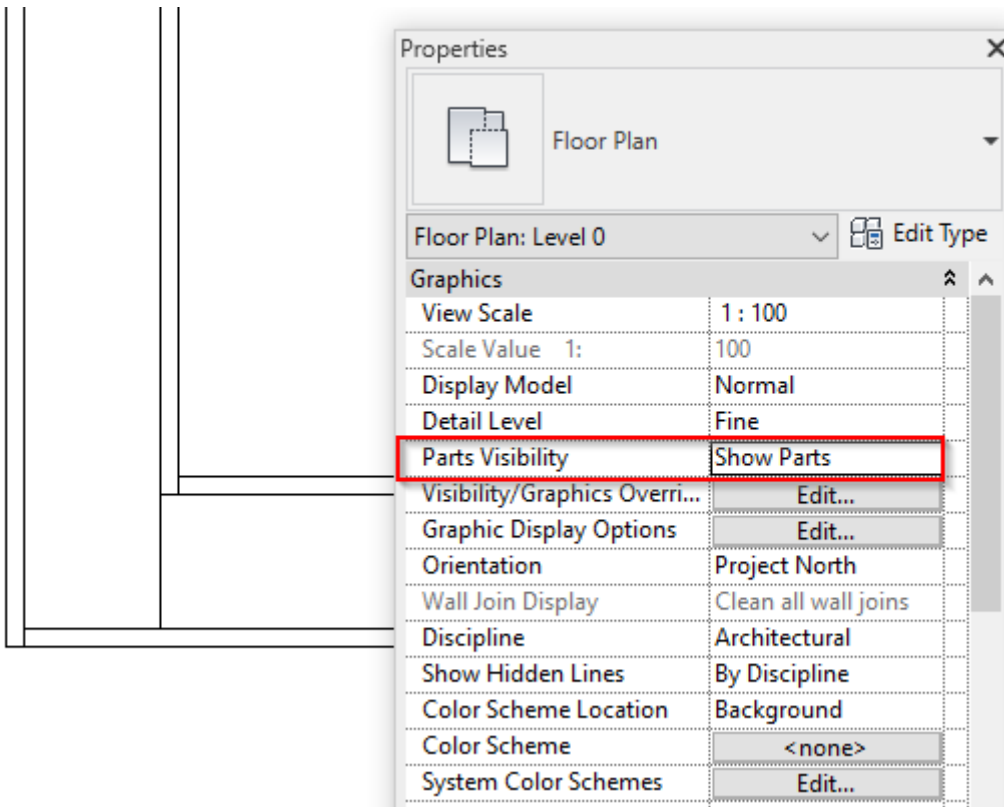 Properties
Floor Plan
Floor Plan: Level 0 Edit Type
Graphics
View Scale 1 : 100
Scale Value 1: 100
Display Model Normal
Detail Level Fine
Parts Visibility Show Parts
Visibility/Graphics Overri... Edit...
Graphic Display Options Edit...
Orientation Project North
Wall Join Display Clean all wall joins
Discipline Architectural
Show Hidden Lines By Discipline
Color Scheme Location Background
Color Scheme <none>
System Color Schemes Edit...